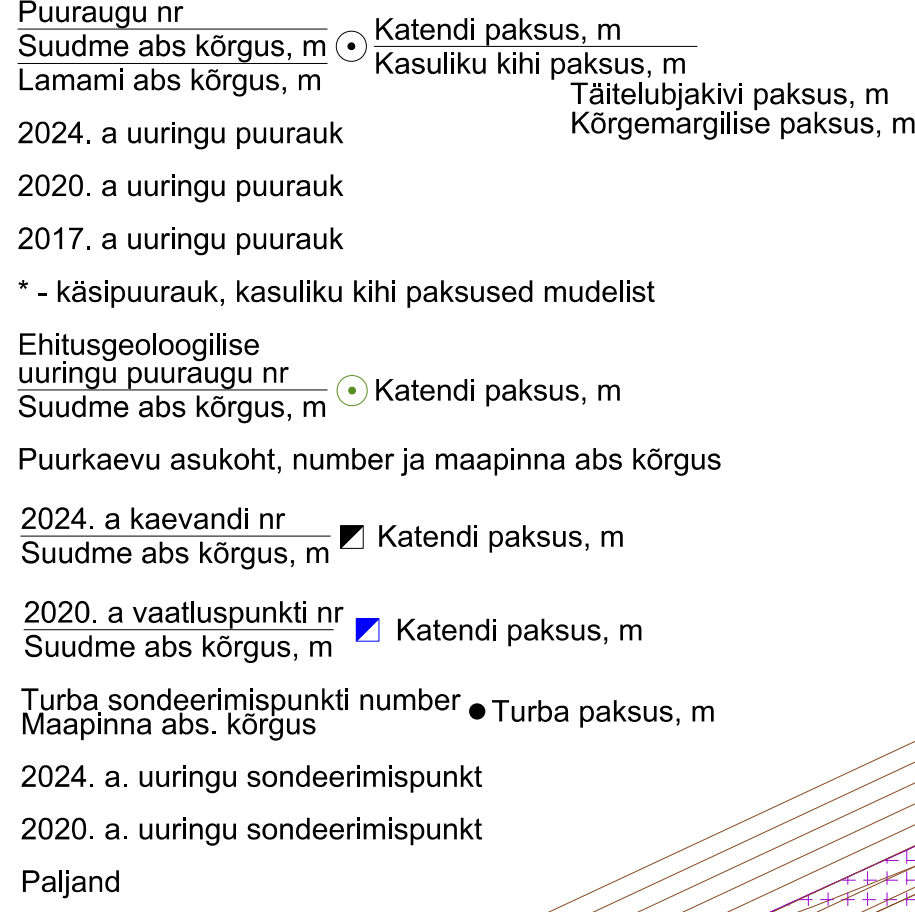 Puuraugu nr
Suudme abs kõrgus, m
Lamami abs kõrgus, m
Katendi paksus, m
Kasuliku kihi paksus, m
Täitelubjakivi paksus, m
Kõrgemargilise paksus, m
2024. a uuringu puurauk
2020. a uuringu puurauk
2017. a uuringu puurauk
* - käsipuurauk, kasuliku kihi paksused mudelist
Ehitusgeoloogilise
uuringu puuraugu nr
Suudme abs kõrgus, m
Katendi paksus, m
Puurkaevu asukoht, number ja maapinna abs kõrgus
2024. a kaevandi nr
Suudme abs kõrgus, m
Katendi paksus, m
2020. a vaatluspunkti nr
Suudme abs kõrgus, m
Katendi paksus, m
Turba sondeerimispunkti number
Maapinna abs. kõrgus
Turba paksus, m
2024. a. uuringu sondeerimispunkt
2020. a. uuringu sondeerimispunkt
Paljand